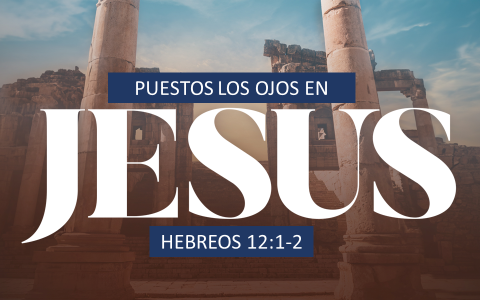 PUESTOS LOS OJOS EN
JESUS
HEBREOS 12:1-2